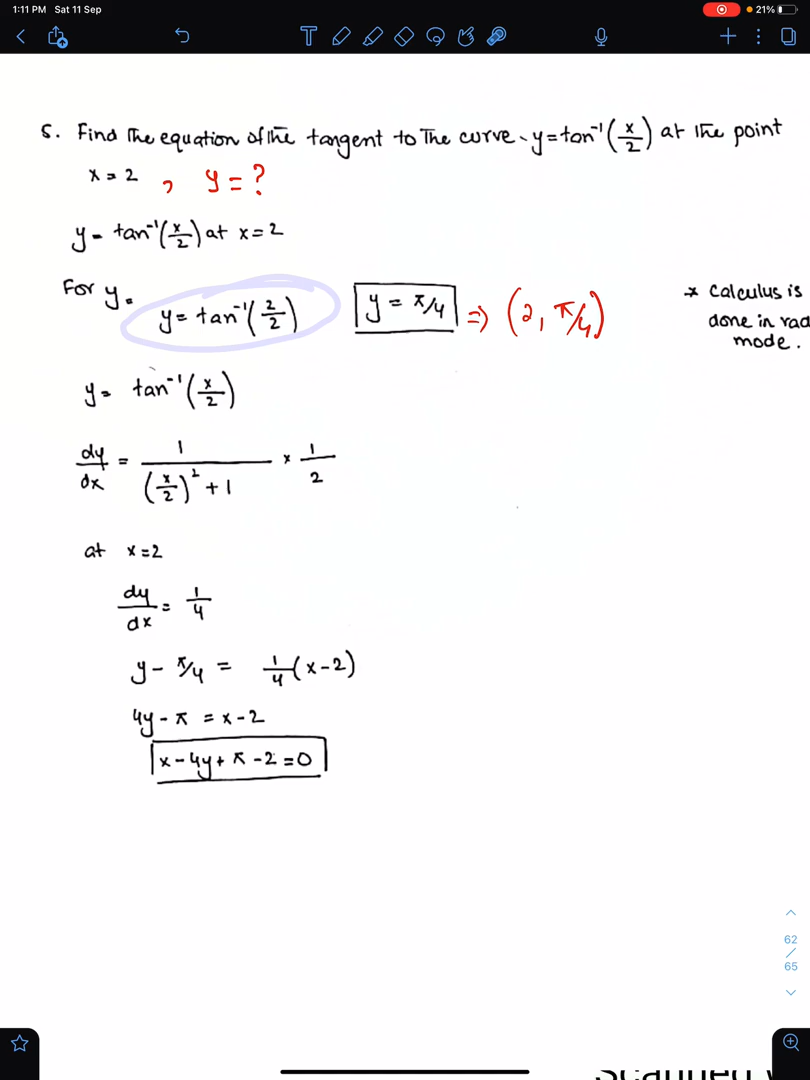 1:11 PM Sat 11 Sep
21%
5. Find the equation of the tangent to the curve y=tan⁻¹(x/2) at the point
x = 2 , y = ?
y = tan⁻¹(x/2) at x=2
For y =
y = tan⁻¹(2/2) y = π/4 => (2, π/4)
* Calculus is
done in rad
mode.
y = tan⁻¹(x/2)
dy/dx = 1/((x/2)² + 1) × 1/2
at x=2
dy/dx = 1/4
y - π/4 = 1/4(x-2)
4y - π = x-2
x - 4y + π - 2 = 0
62
/
65